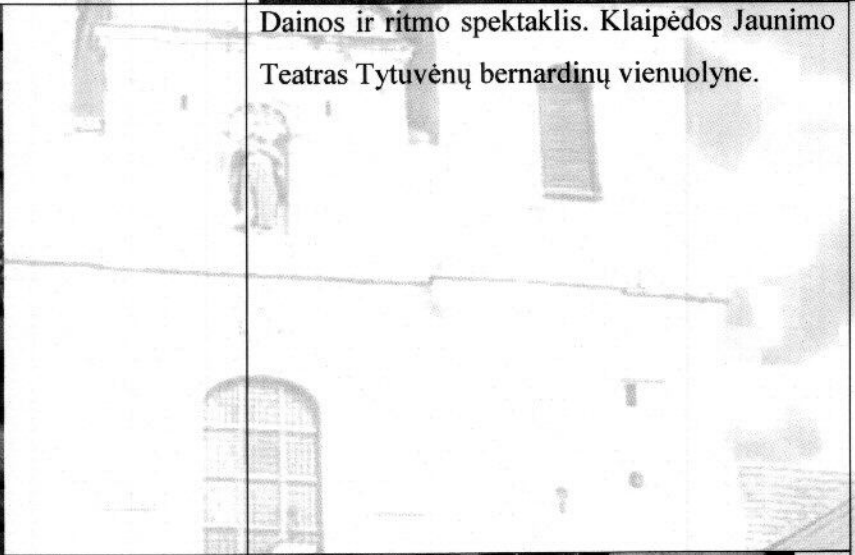 Dainos ir ritmo spektaklis. Klaipėdos Jaunimo
Teatras Tytuvėnų bernardinų vienuolyne.